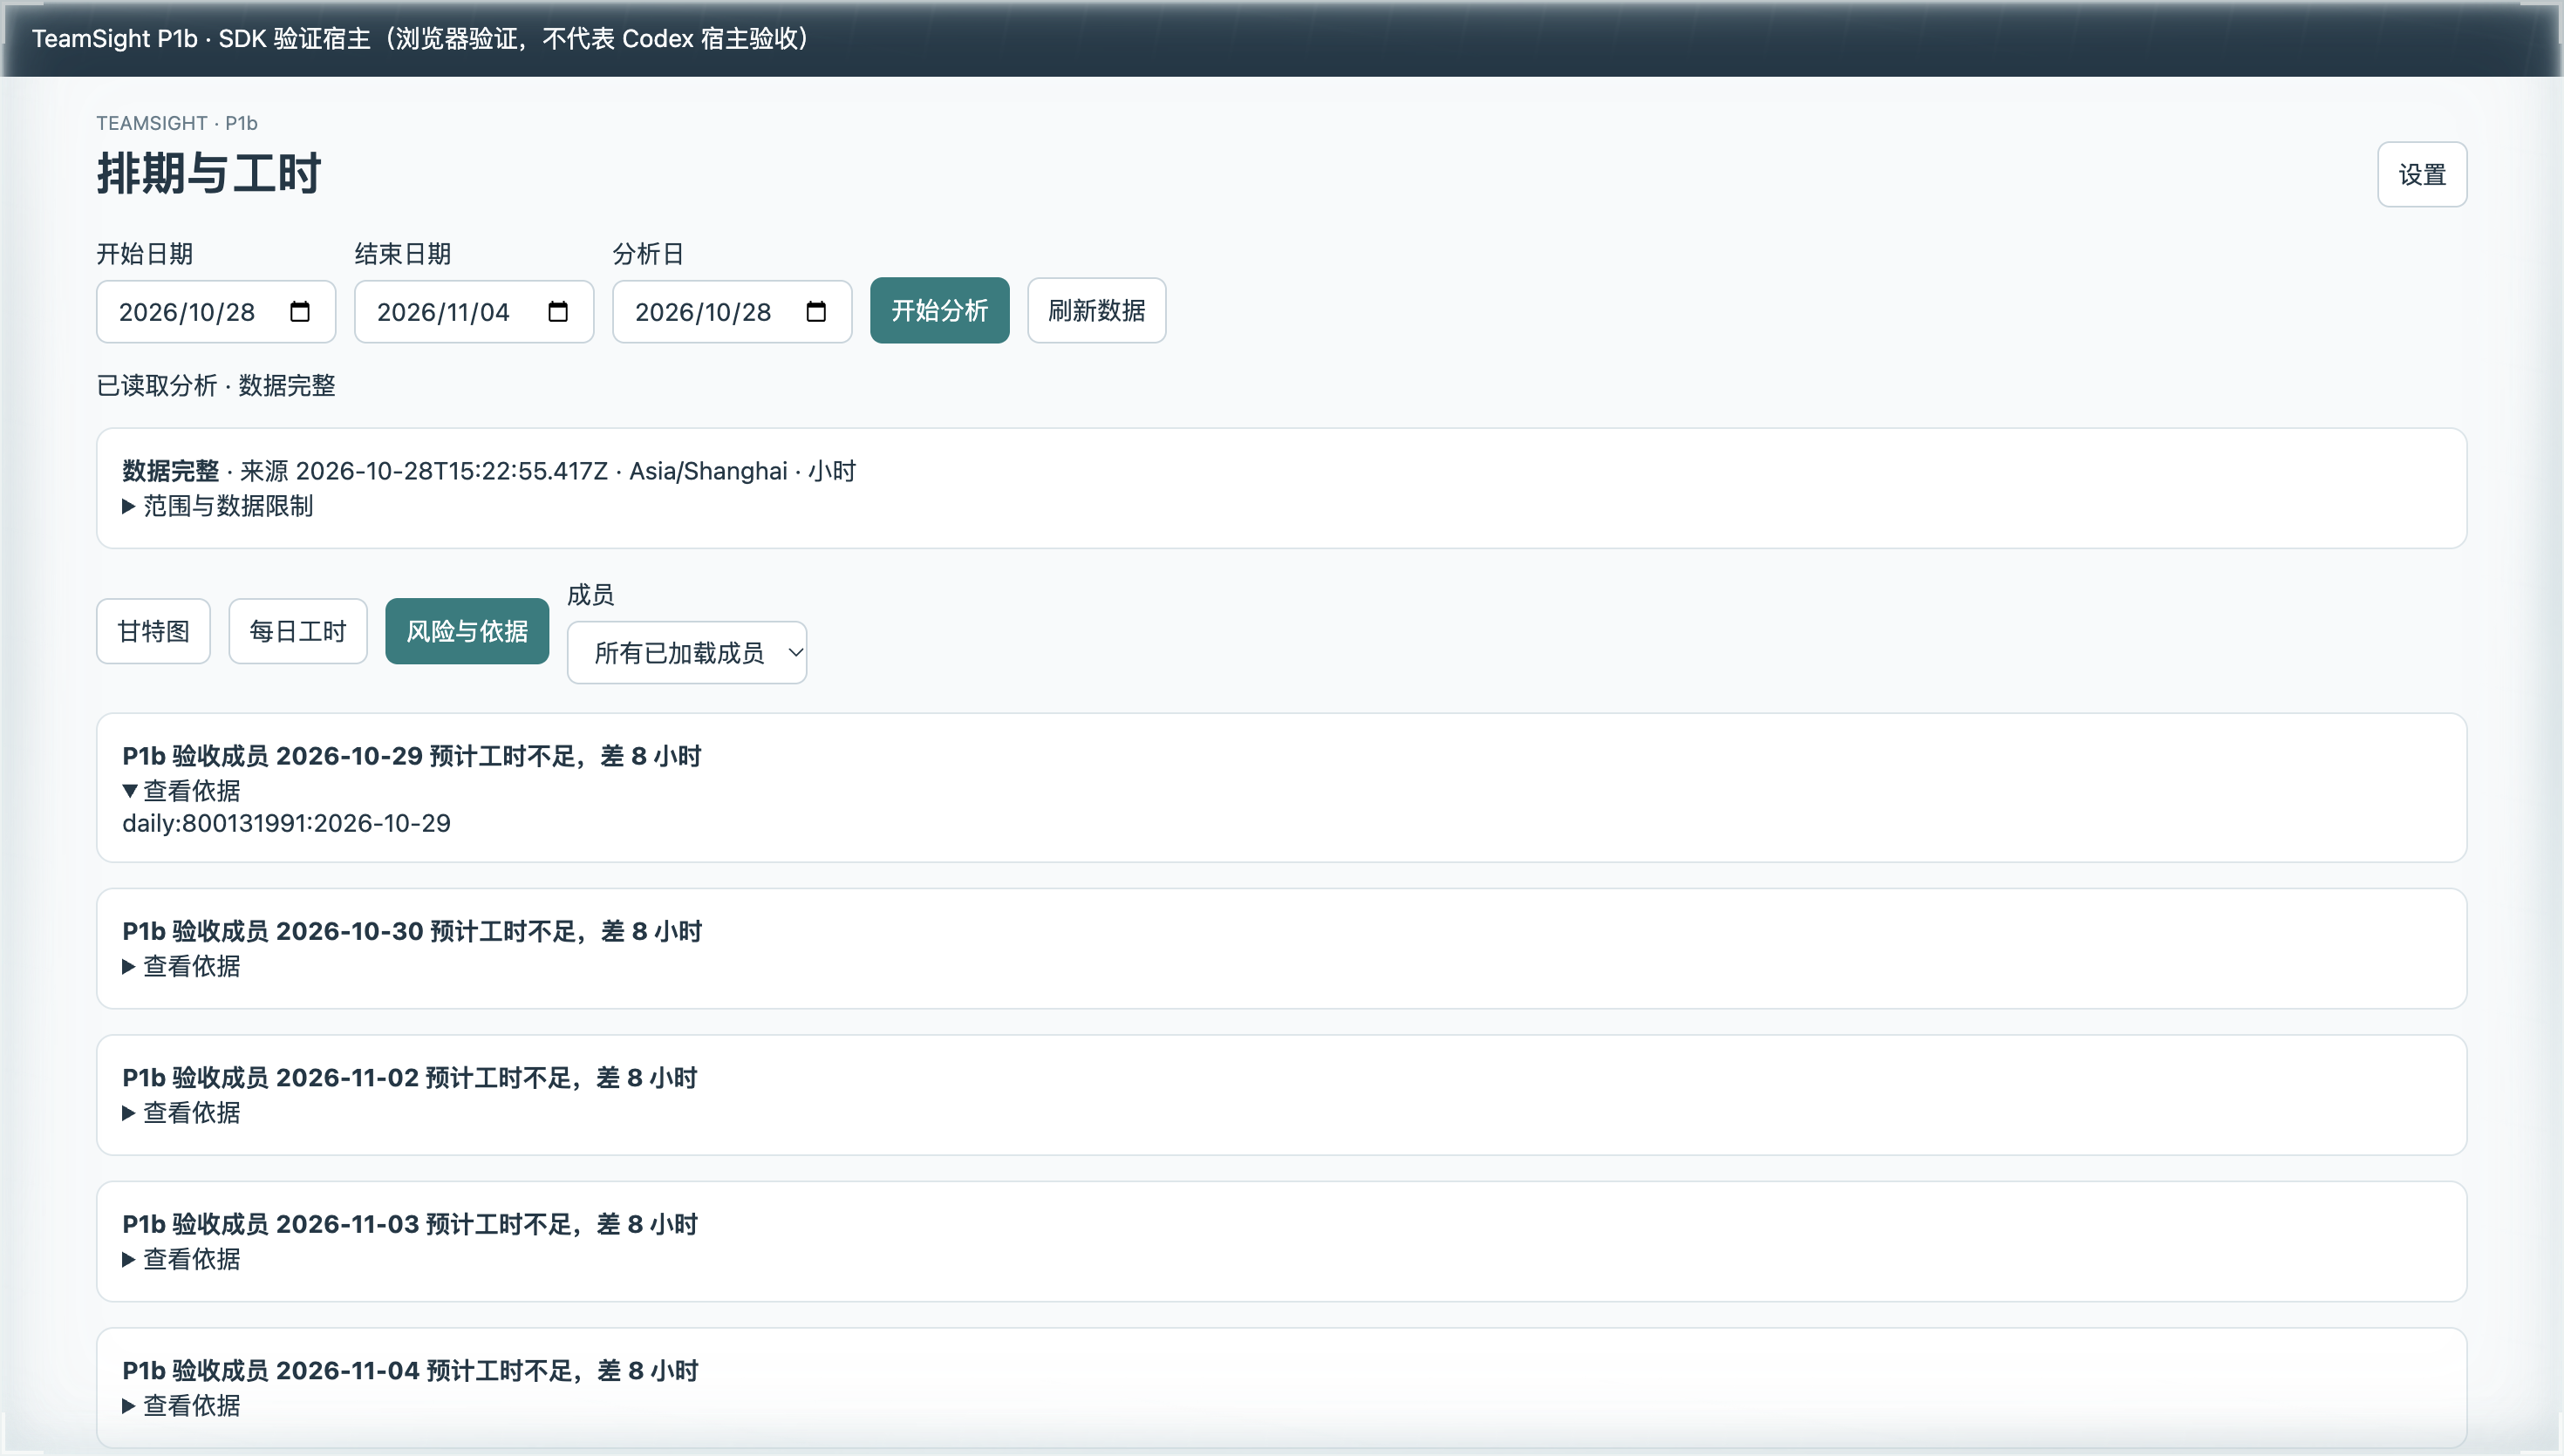 TeamSight P1b · SDK 验证宿主（浏览器验证，不代表 Codex 宿主验收）
TEAMSIGHT · P1b
排期与工时
设置
开始日期 结束日期 分析日
2026/10/28 2026/11/04 2026/10/28 开始分析 刷新数据
已读取分析 · 数据完整
数据完整 · 来源 2026-10-28T15:22:55.417Z · Asia/Shanghai · 小时
▶ 范围与数据限制
成员
甘特图 每日工时 风险与依据 所有已加载成员
P1b 验收成员 2026-10-29 预计工时不足，差 8 小时
▼ 查看依据
daily:800131991:2026-10-29
P1b 验收成员 2026-10-30 预计工时不足，差 8 小时
▶ 查看依据
P1b 验收成员 2026-11-02 预计工时不足，差 8 小时
▶ 查看依据
P1b 验收成员 2026-11-03 预计工时不足，差 8 小时
▶ 查看依据
P1b 验收成员 2026-11-04 预计工时不足，差 8 小时
▶ 查看依据